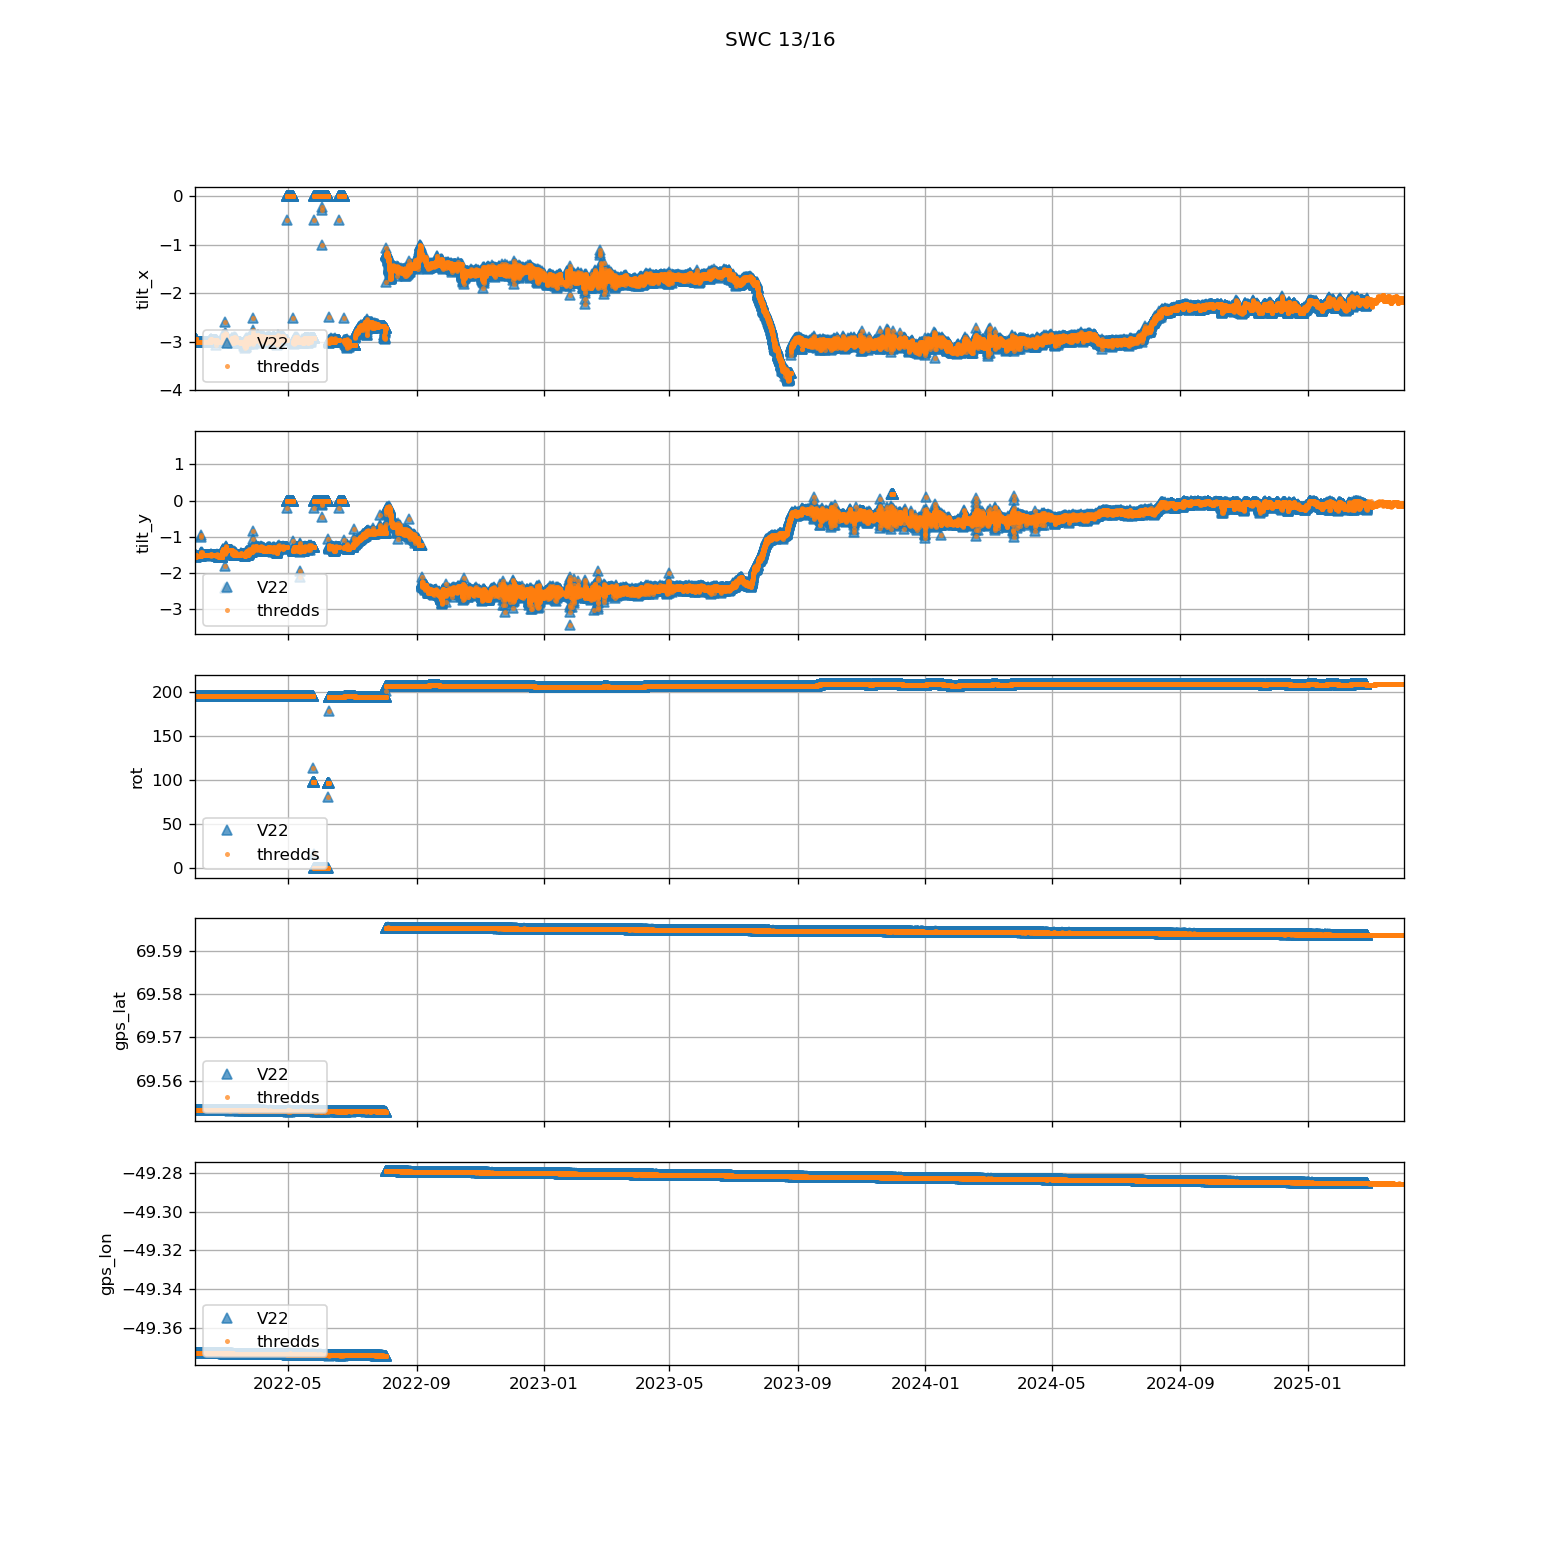 SWC 13/16
0
−1
−2
−3
−4
tilt_x
V22
thredds
1
0
−1
−2
−3
tilt_y
V22
thredds
200
150
100
50
0
rot
V22
thredds
69.59
69.58
69.57
69.56
gps_lat
V22
thredds
−49.28
−49.30
−49.32
−49.34
−49.36
gps_lon
V22
thredds
2022-05 2022-09 2023-01 2023-05 2023-09 2024-01 2024-05 2024-09 2025-01